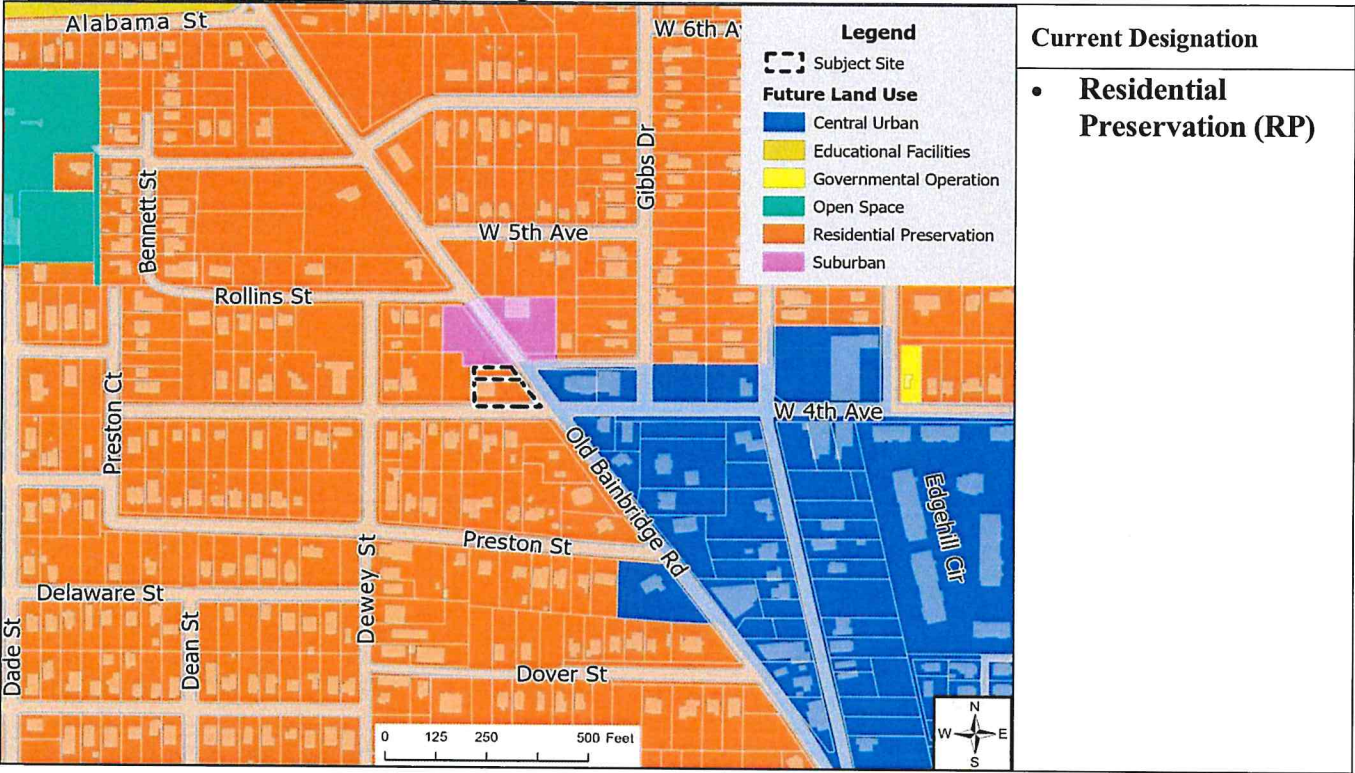 Alabama St
W 6th A
Legend
Subject Site
Future Land Use
Central Urban
Educational Facilities
Governmental Operation
Open Space
Residential Preservation
Suburban
Current Designation
• Residential
Preservation (RP)
Gibbs Dr
Bennett St
W 5th Ave
Rollins St
Preston Ct
W 4th Ave
Old Bainbridge Rd
Edgehill Cir
Preston St
Dewey St
Delaware St
Dean St
Dade St
Dover St
0 125 250 500 Feet
N
W E
S